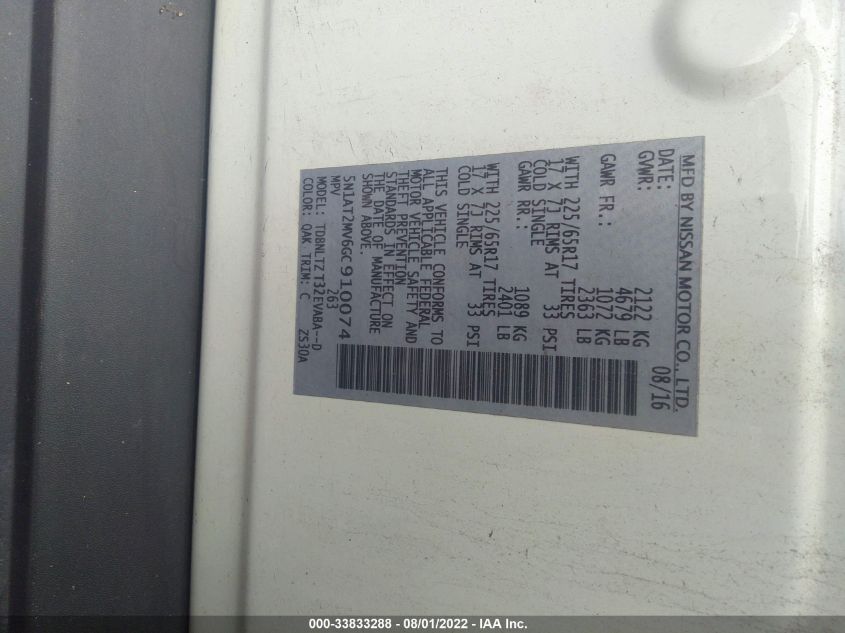 MFD BY NISSAN MOTOR CO., LTD.
DATE: 08/16
GVWR: 2122 KG
4679 LB
GAWR FR.: 1072 KG
2363 LB
WITH 225/65R17 TIRES
17 X 7J RIMS AT 33 PSI
COLD SINGLE
GAWR RR.: 1089 KG
2401 LB
WITH 225/65R17 TIRES
17 X 7J RIMS AT 33 PSI
COLD SINGLE
THIS VEHICLE CONFORMS TO
ALL APPLICABLE FEDERAL
MOTOR VEHICLE SAFETY AND
THEFT PREVENTION
STANDARDS IN EFFECT ON
THE DATE OF MANUFACTURE
SHOWN ABOVE.
5N1AT2MV6GC910074
MPV 263
MODEL: TDBNLTZ T32EVABA--D
COLOR: QAK TRIM: C ZS30A
000-33833288 - 08/01/2022 - IAA Inc.